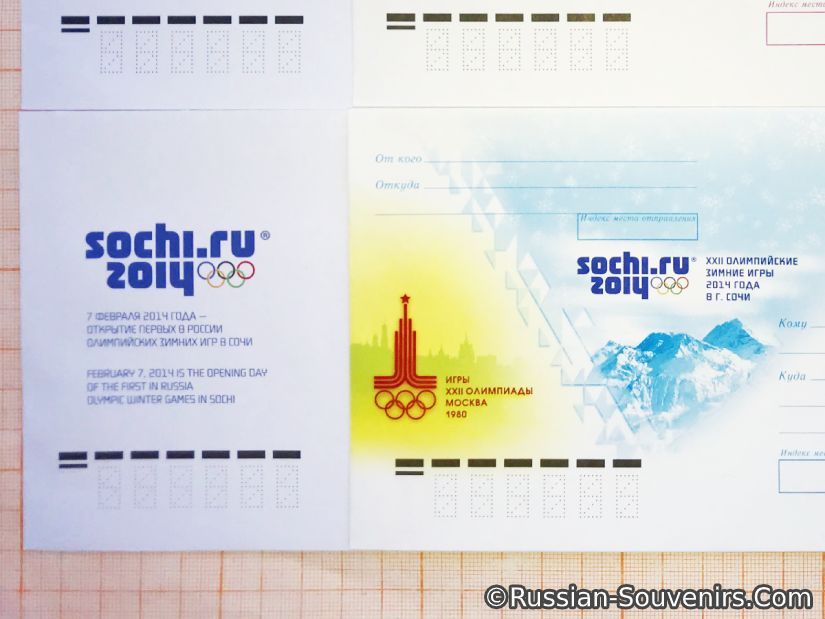 Индекс места
sochi.ru®
2014
7 ФЕВРАЛЯ 2014 ГОДА —
ОТКРЫТИЕ ПЕРВЫХ В РОССИИ
ОЛИМПИЙСКИХ ЗИМНИХ ИГР В СОЧИ
FEBRUARY 7, 2014 IS THE OPENING DAY
OF THE FIRST IN RUSSIA
OLYMPIC WINTER GAMES IN SOCHI
От кого
Откуда
Индекс места отправления
sochi.ru®
2014
XXII ОЛИМПИЙСКИЕ
ЗИМНИЕ ИГРЫ
2014 ГОДА
В Г. СОЧИ
ИГРЫ
XXII ОЛИМПИАДЫ
МОСКВА
1980
Кому
Куда
Индекс мес
©Russian-Souvenirs.Com